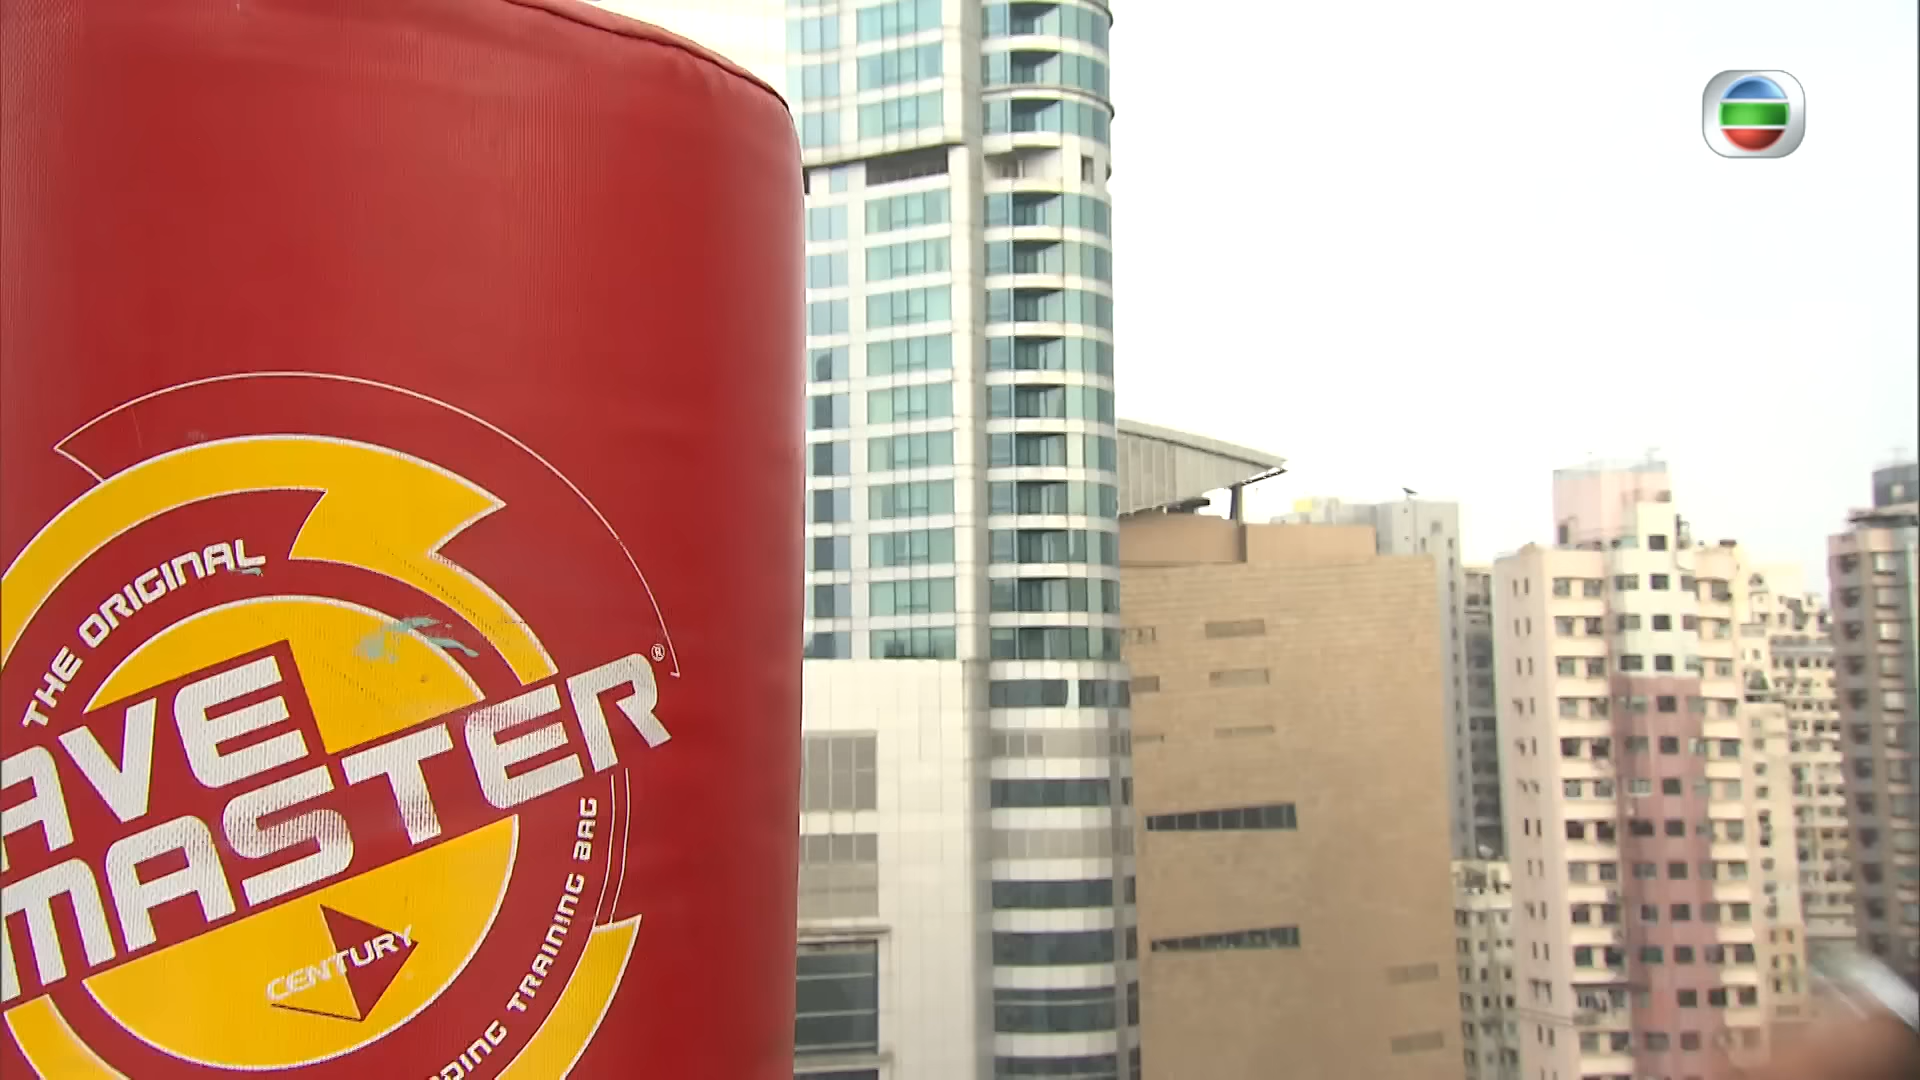 THE ORIGINAL
AVE
MASTER®
CENTURY
DING TRAINING BAG